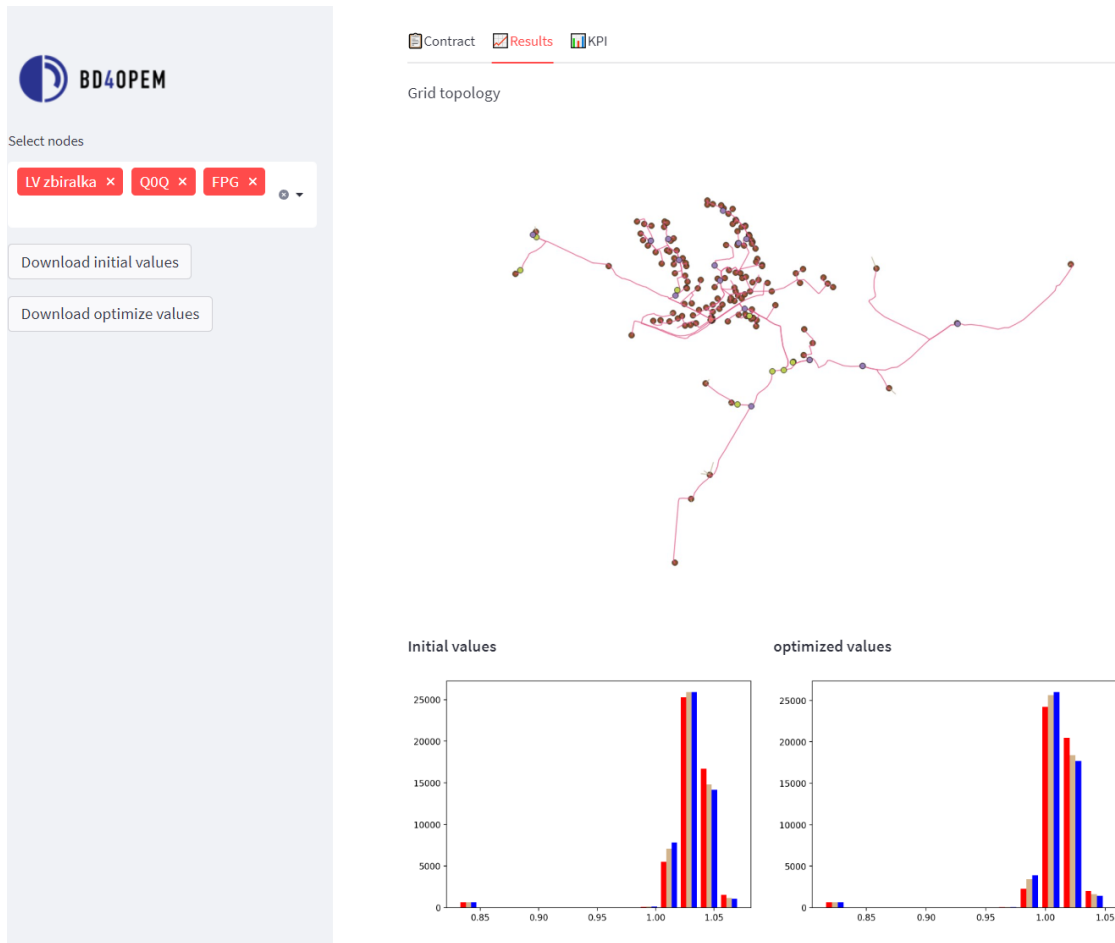 BD4OPEM
Select nodes
LV zbiralka ×
Q0Q ×
FPG ×
Download initial values
Download optimize values
Contract
Results
KPI
Grid topology
Initial values
25000
20000
15000
10000
5000
0
0.85 0.90 0.95 1.00 1.05
optimized values
25000
20000
15000
10000
5000
0
0.85 0.90 0.95 1.00 1.05